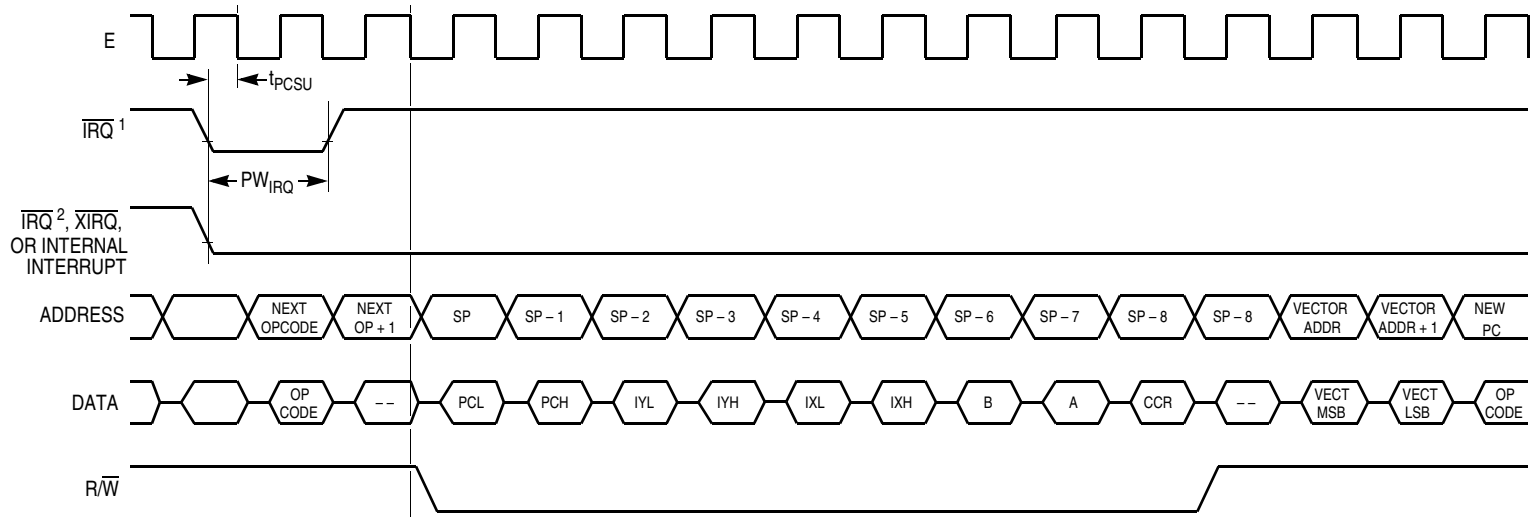 E
tPCSU
IRQ 1
PWIRQ
IRQ 2, XIRQ,
OR INTERNAL
INTERRUPT
ADDRESS
NEXT OPCODE
NEXT OP + 1
SP
SP – 1
SP – 2
SP – 3
SP – 4
SP – 5
SP – 6
SP – 7
SP – 8
SP – 8
VECTOR ADDR
VECTOR ADDR + 1
NEW PC
DATA
OP CODE
– –
PCL
PCH
IYL
IYH
IXL
IXH
B
A
CCR
– –
VECT MSB
VECT LSB
OP CODE
R/W